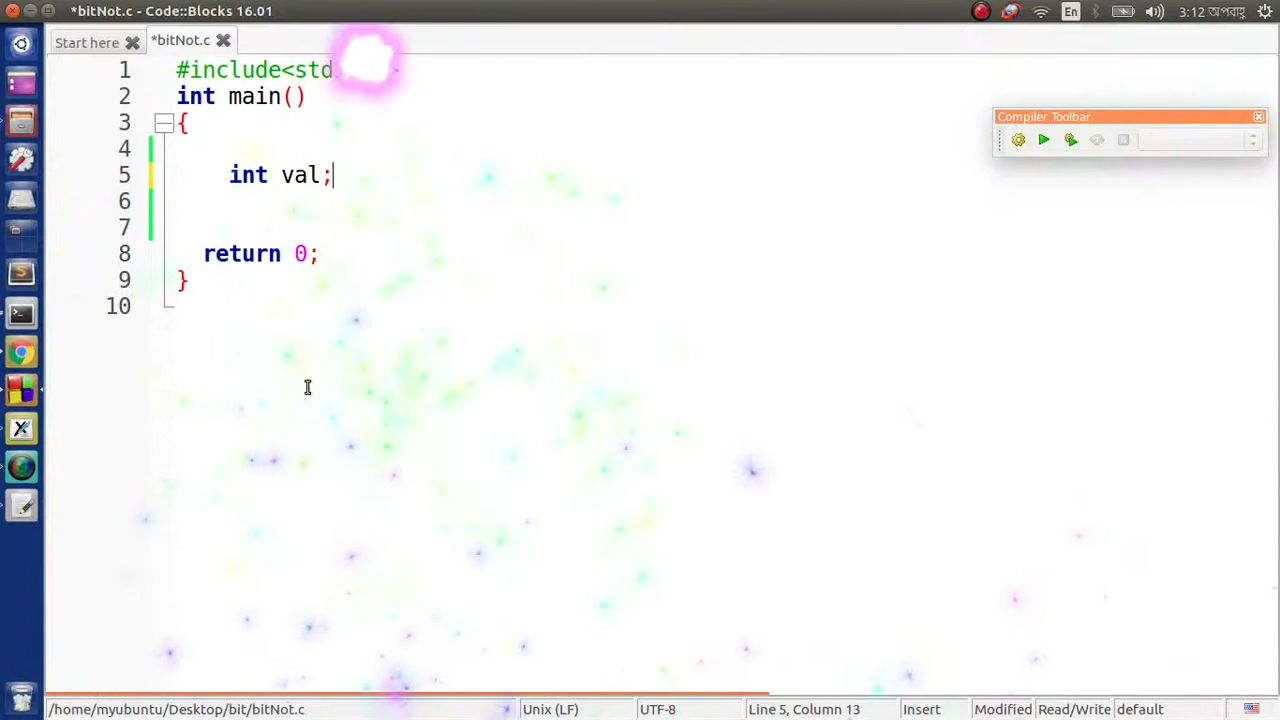 *bitNot.c - Code::Blocks 16.01
En
3:12 অপরাহ্ণ
Start here
*bitNot.c
Compiler Toolbar
1 #include<std
2 int main()
3 {
4
5 int val;
6
7
8 return 0;
9 }
10
/home/myubuntu/Desktop/bit/bitNot.c
Unix (LF)
UTF-8
Line 5, Column 13
Insert
Modified
Read/Write
default